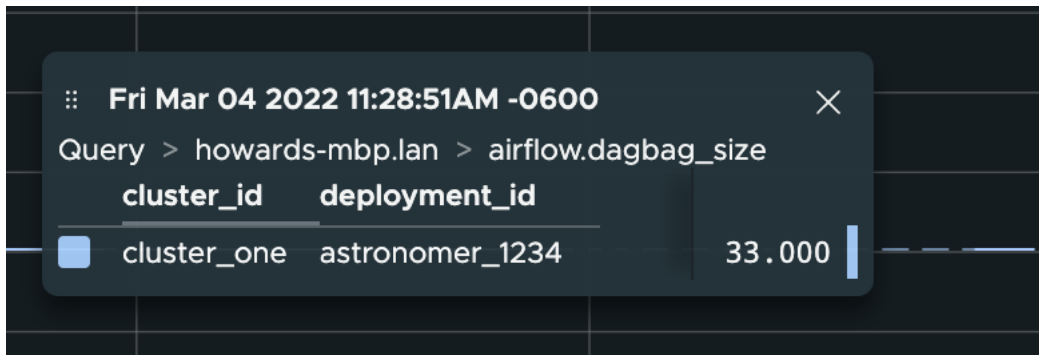 Fri Mar 04 2022 11:28:51AM -0600
Query > howards-mbp.lan > airflow.dagbag_size
cluster_id deployment_id
cluster_one astronomer_1234 33.000